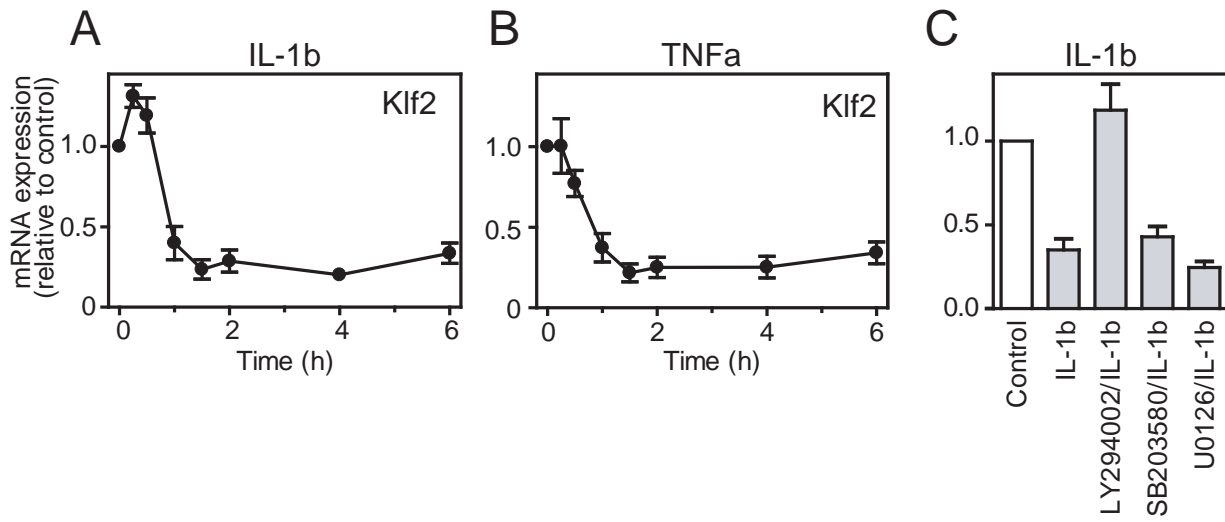 A
IL-1b
mRNA expression
(relative to control)
1.0
0.5
0
Klf2
0
2
4
6
Time (h)
B
TNFa
1.0
0.5
0
Klf2
0
2
4
6
Time (h)
C
IL-1b
1.0
0.5
0.0
Control
IL-1b
LY294002/IL-1b
SB203580/IL-1b
U0126/IL-1b